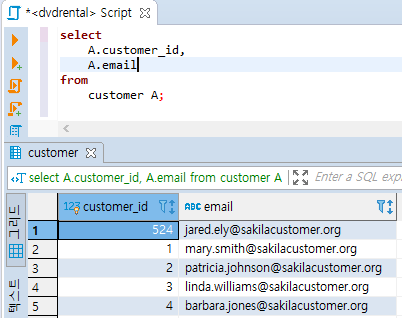 *<dvdrental> Script
select
A.customer_id,
A.email
from
customer A;
customer
select A.customer_id, A.email from customer A
Enter a SQL expr
123 customer_id
ABC email
1 524 jared.ely@sakilacustomer.org
2 1 mary.smith@sakilacustomer.org
3 2 patricia.johnson@sakilacustomer.org
4 3 linda.williams@sakilacustomer.org
5 4 barbara.jones@sakilacustomer.org
그리드
텍스트